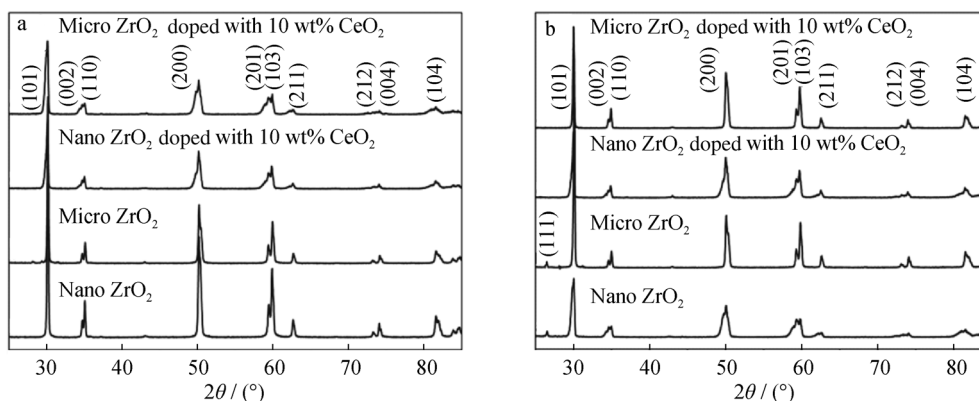 a
Micro ZrO₂ doped with 10 wt% CeO₂
(101)
(002)
(110)
(200)
(201)
(103)
(211)
(212)
(004)
(104)
Nano ZrO₂ doped with 10 wt% CeO₂
Micro ZrO₂
Nano ZrO₂
30 40 50 60 70 80
2θ / (°)
b
Micro ZrO₂ doped with 10 wt% CeO₂
(101)
(002)
(110)
(200)
(201)
(103)
(211)
(212)
(004)
(104)
Nano ZrO₂ doped with 10 wt% CeO₂
Micro ZrO₂
(111)
Nano ZrO₂
30 40 50 60 70 80
2θ / (°)